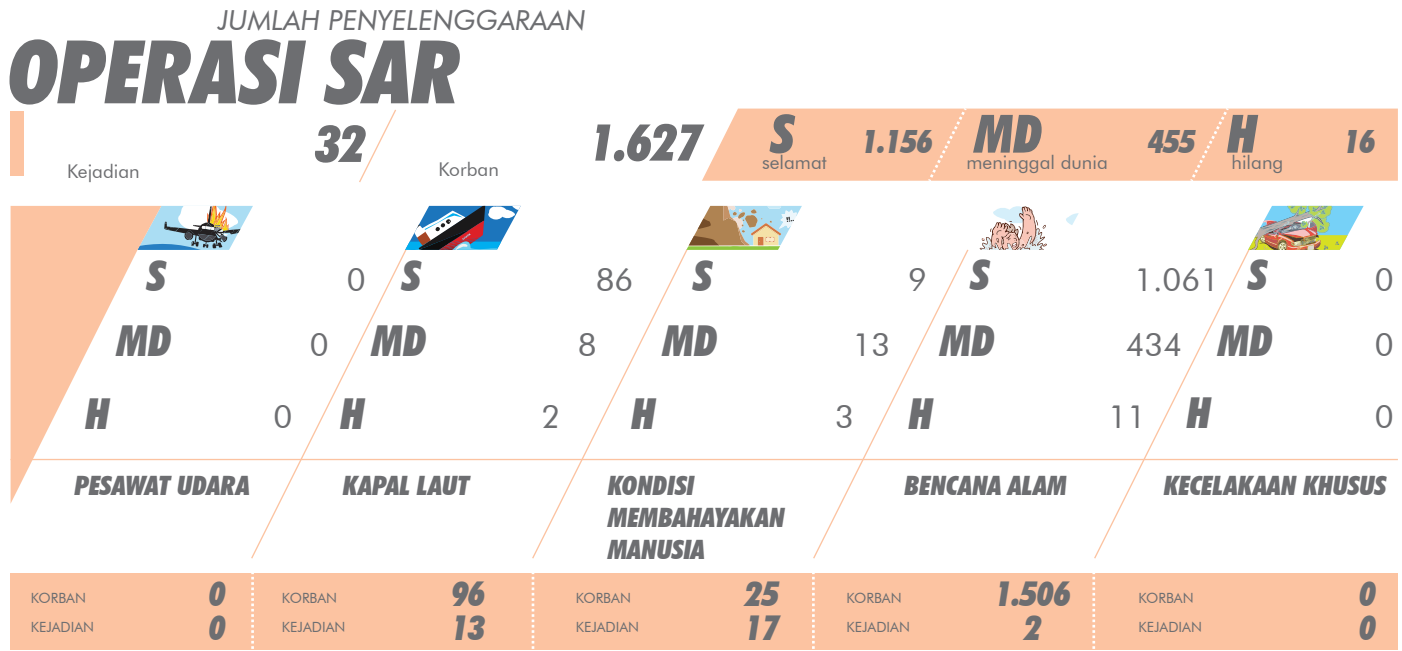 JUMLAH PENYELENGGARAAN
OPERASI SAR
Kejadian 32
Korban 1.627
S selamat 1.156
MD meninggal dunia 455
H hilang 16
!!..
S 0 S 86 S 9 S 1.061 S 0
MD 0 MD 8 MD 13 MD 434 MD 0
H 0 H 2 H 3 H 11 H 0
PESAWAT UDARA KAPAL LAUT KONDISI BENCANA ALAM KECELAKAAN KHUSUS
MEMBAHAYAKAN
MANUSIA
KORBAN 0 KORBAN 96 KORBAN 25 KORBAN 1.506 KORBAN 0
KEJADIAN 0 KEJADIAN 13 KEJADIAN 17 KEJADIAN 2 KEJADIAN 0